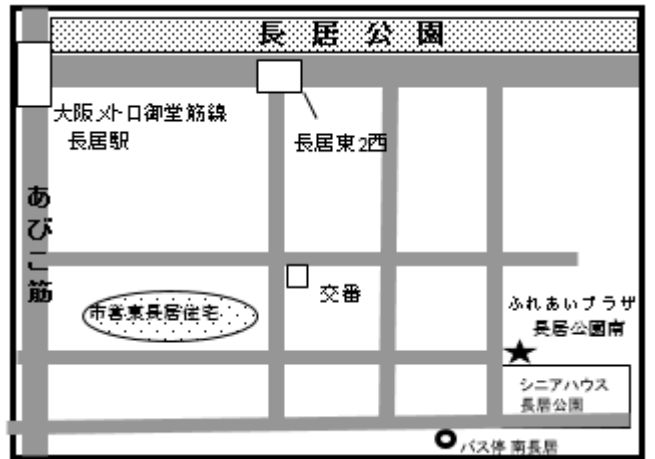 長居公園
大阪メトロ御堂筋線
長居駅
長居東2西
あびこ筋
交番
市営東長居住宅
ふれあいプラザ
長居公園南
シニアハウス
長居公園
バス停 南長居